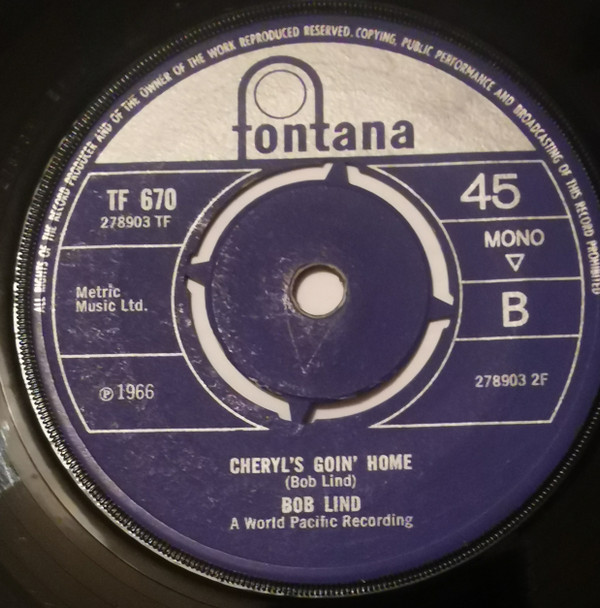 ALL RIGHTS OF THE RECORD PRODUCER AND OF THE OWNER OF THE WORK REPRODUCED RESERVED. COPYING, PUBLIC PERFORMANCE AND BROADCASTING OF THIS RECORD PROHIBITED
fontana
TF 670
278903 TF
45
MONO
Metric
Music Ltd.
B
℗ 1966
278903 2F
CHERYL'S GOIN' HOME
(Bob Lind)
BOB LIND
A World Pacific Recording